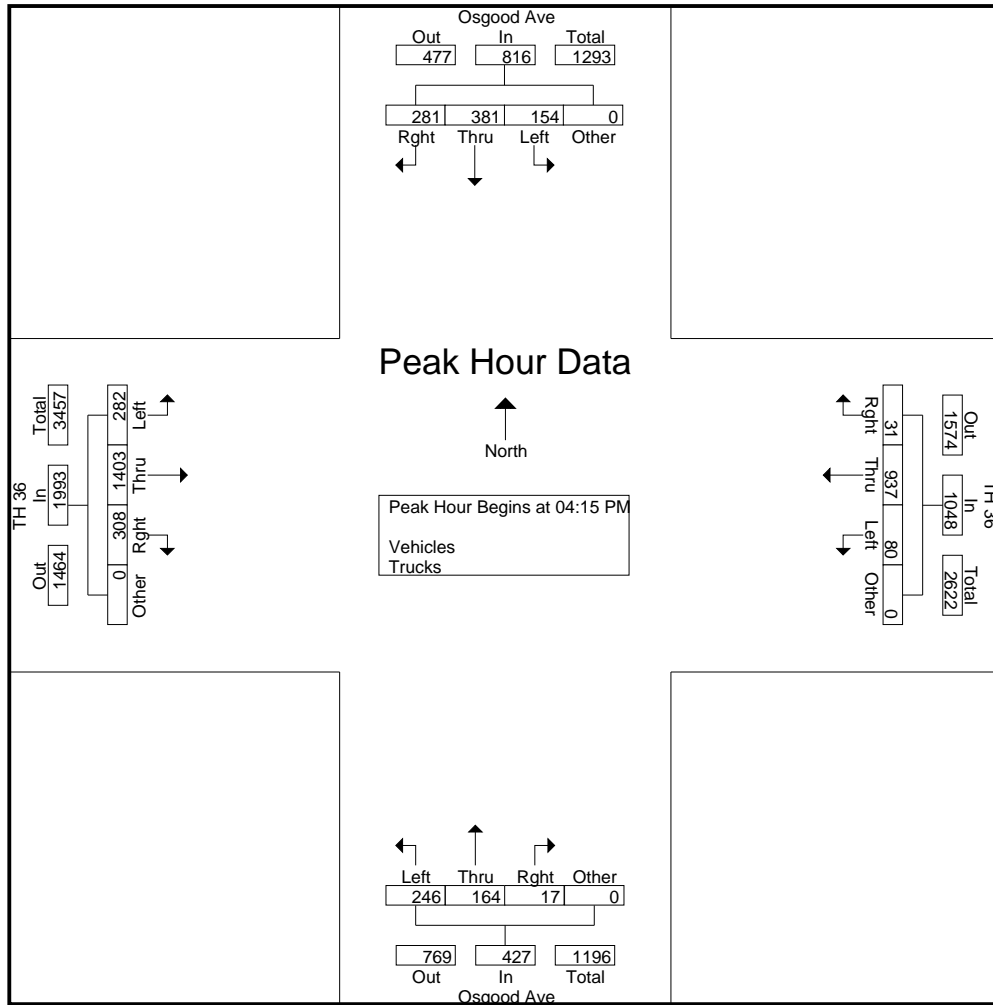 Osgood Ave
Out In Total
477 816 1293
281 381 154 0
Rght Thru Left Other
Peak Hour Data
North
Peak Hour Begins at 04:15 PM
Vehicles
Trucks
TH 36
Total In Out
3457 1993 1464
282 1403 308 0
Left Thru Rght Other
TH 36
Out In Total
1574 1048 2622
31 937 80 0
Rght Thru Left Other
Left Thru Rght Other
246 164 17 0
769 427 1196
Out In Total
Osgood Ave